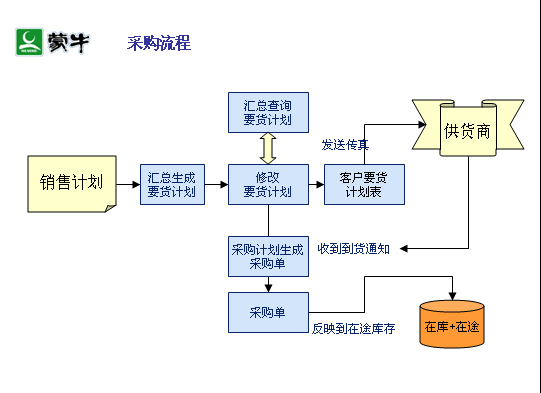 蒙牛
采购流程
汇总查询
要货计划
供货商
发送传真
销售计划
汇总生成
要货计划
修改
要货计划
客户要货
计划表
采购计划生成
采购单
收到到货通知
采购单
反映到在途库存
在库+在途